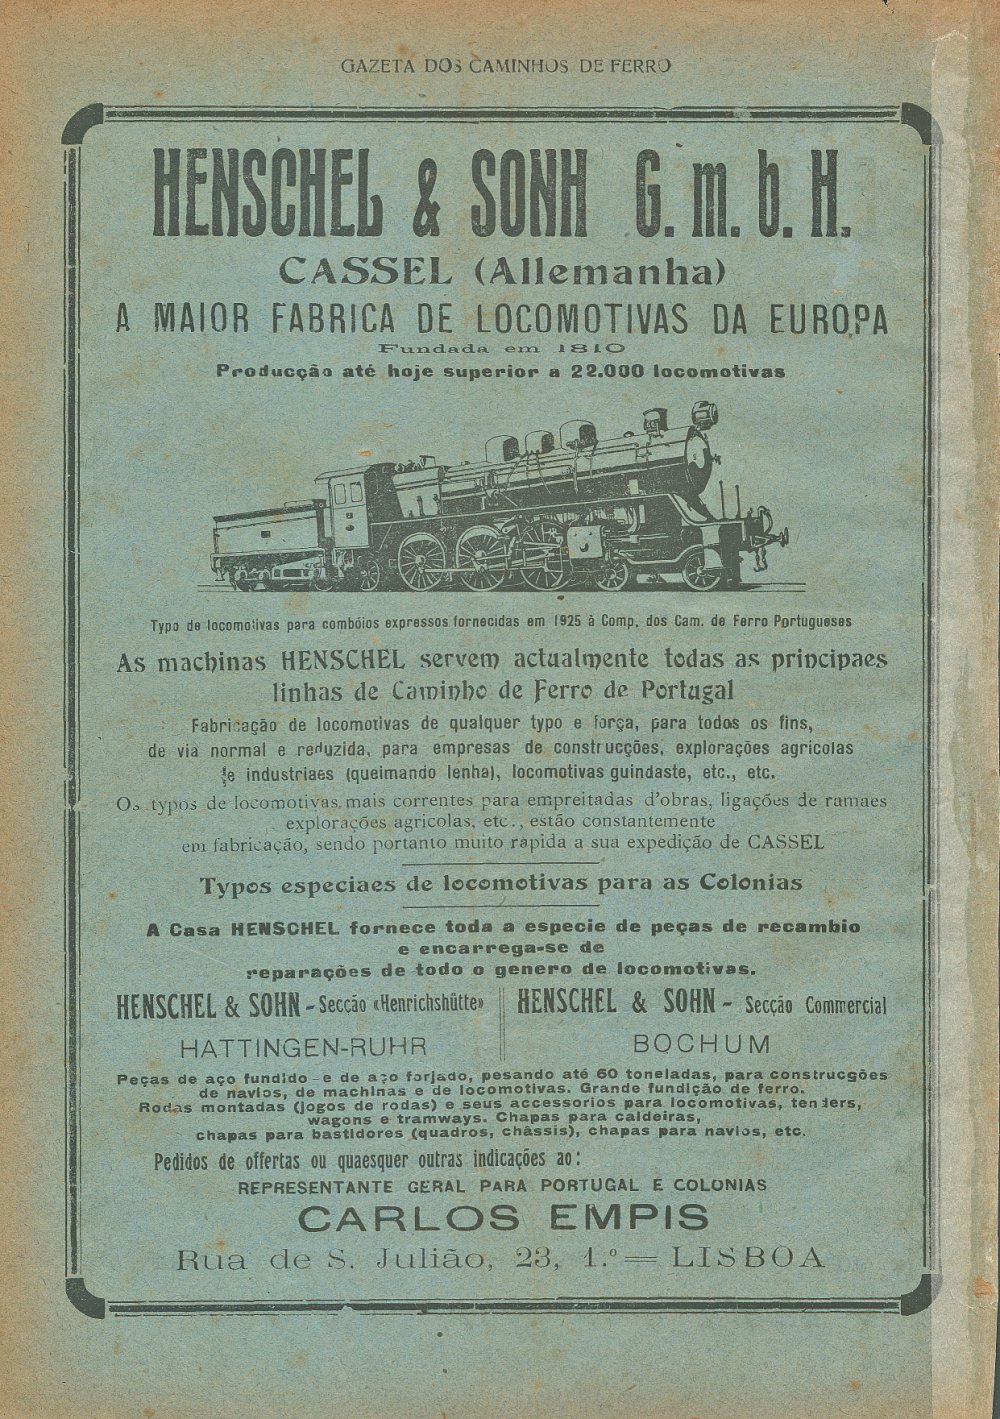 GAZETA DOS CAMINHOS DE FERRO
HENSCHEL & SONH G. m. b. H.
CASSEL (Allemanha)
A MAIOR FABRICA DE LOCOMOTIVAS DA EUROPA
Fundada em 1810
Producção até hoje superior a 22.000 locomotivas
Typo de locomotivas para combóios expressos fornecidas em 1925 à Comp. dos Cam. de Ferro Portugueses
As machinas HENSCHEL servem actualmente todas as principaes
linhas de Caminho de Ferro de Portugal
Fabricação de locomotivas de qualquer typo e força, para todos os fins,
de via normal e reduzida, para empresas de construcções, explorações agricolas
e industriaes (queimando lenha), locomotivas guindaste, etc., etc.
Os typos de locomotivas mais correntes para empreitadas d'obras, ligações de ramaes
explorações agricolas, etc., estão constantemente
em fabricação, sendo portanto muito rapida a sua expedição de CASSEL
Typos especiaes de locomotivas para as Colonias
A Casa HENSCHEL fornece toda a especie de peças de recambio
e encarrega-se de
reparações de todo o genero de locomotivas.
HENSCHEL & SOHN - Secção «Henrichshütte»
HATTINGEN-RUHR
HENSCHEL & SOHN - Secção Commercial
BOCHUM
Peças de aço fundido e de aço forjado, pesando até 60 toneladas, para construcções
de navios, de machinas e de locomotivas. Grande fundição de ferro.
Rodas montadas (jogos de rodas) e seus accessorios para locomotivas, tenders,
wagons e tramways. Chapas para caldeiras,
chapas para bastidores (quadros, châssis), chapas para navios, etc.
Pedidos de offertas ou quaesquer outras indicações ao:
REPRESENTANTE GERAL PARA PORTUGAL E COLONIAS
CARLOS EMPIS
Rua de S. Julião, 23, 1.º = LISBOA